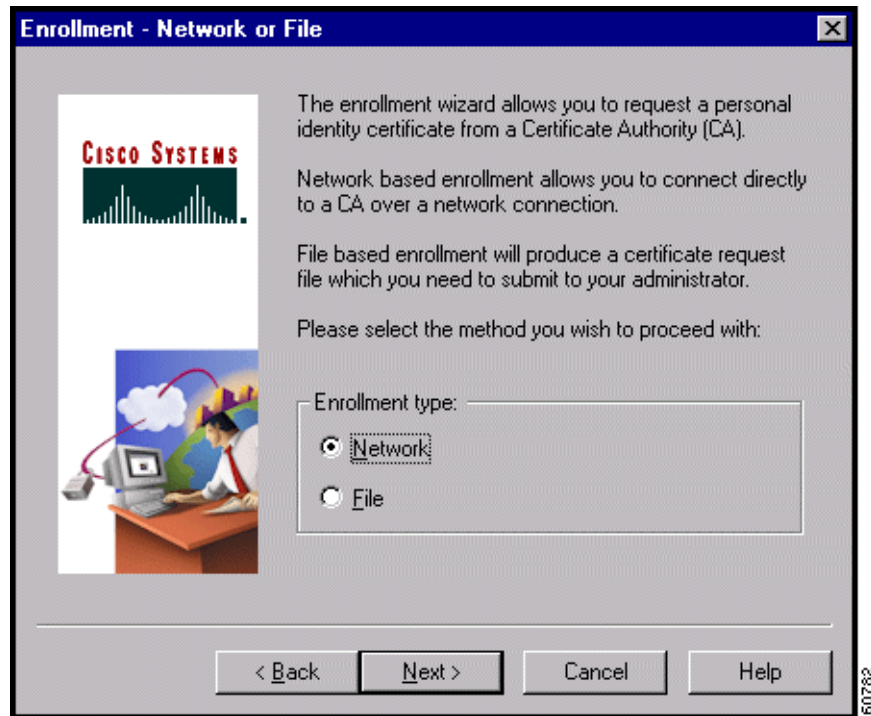 Enrollment - Network or File
CISCO SYSTEMS
The enrollment wizard allows you to request a personal
identity certificate from a Certificate Authority (CA).
Network based enrollment allows you to connect directly
to a CA over a network connection.
File based enrollment will produce a certificate request
file which you need to submit to your administrator.
Please select the method you wish to proceed with:
Enrollment type:
Network
File
< Back
Next >
Cancel
Help
60782